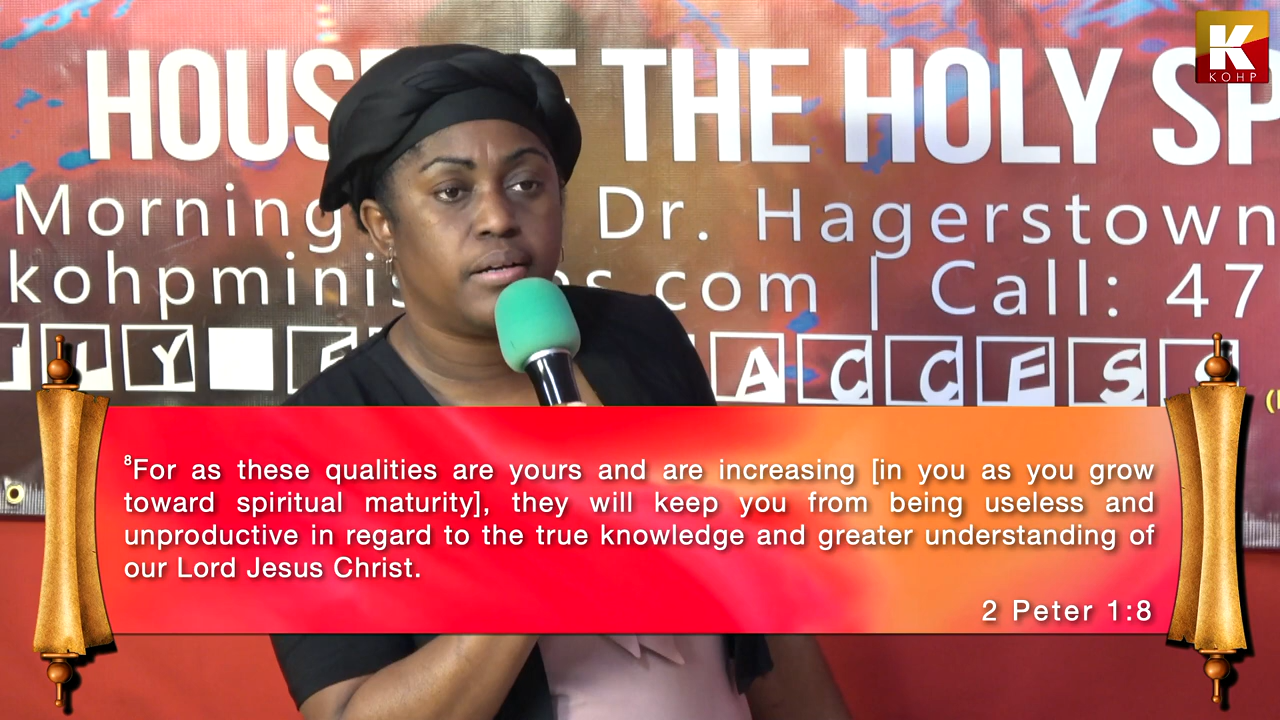 HOUSE THE HOLY SP
K
KOHP
Morning Dr. Hagerstown
kohpminis es.com | Call: 47
L Y F A C C E S S
⁸For as these qualities are yours and are increasing [in you as you grow
toward spiritual maturity], they will keep you from being useless and
unproductive in regard to the true knowledge and greater understanding of
our Lord Jesus Christ.
2 Peter 1:8